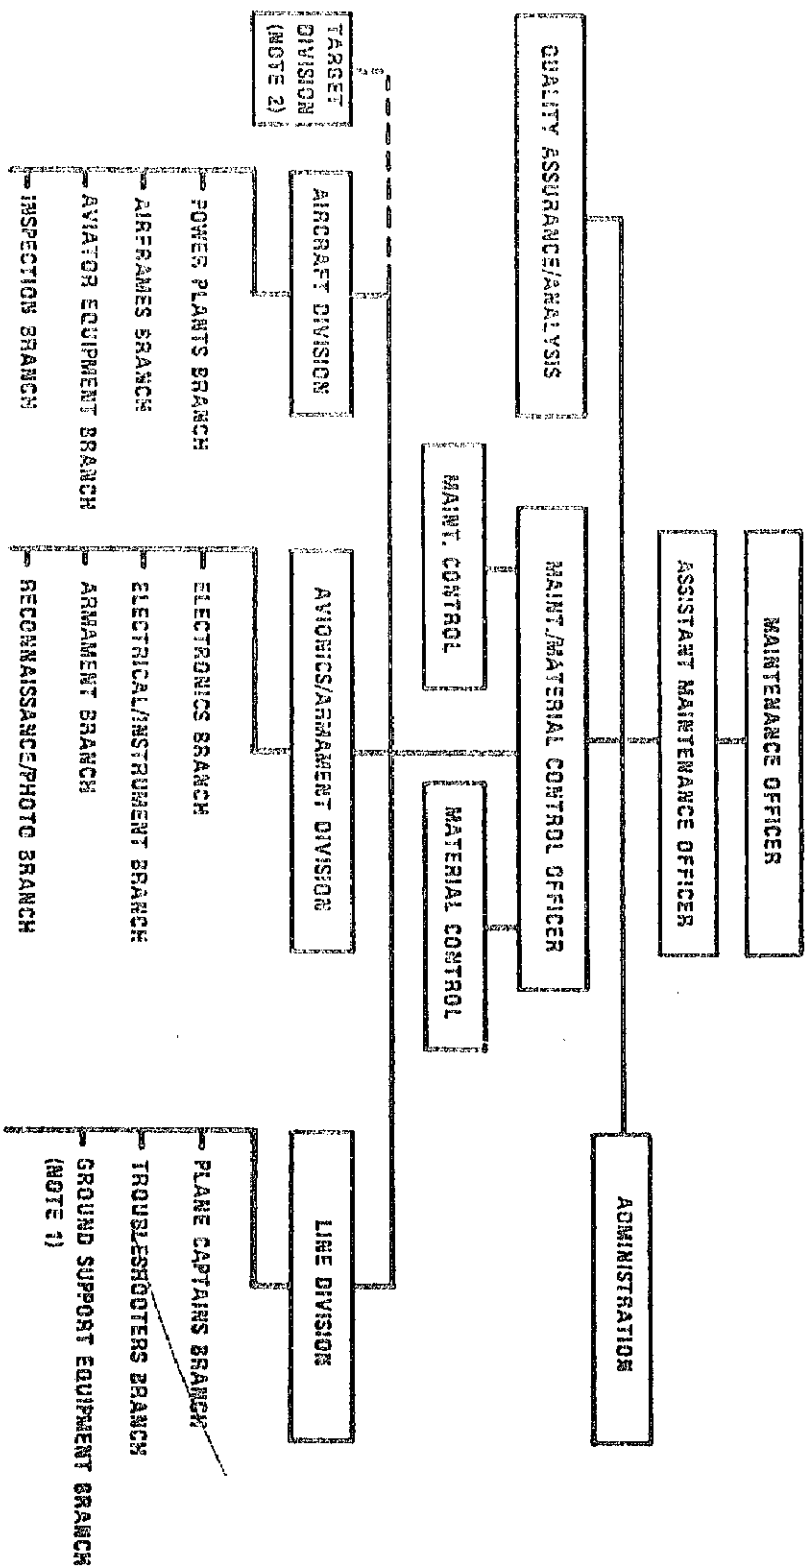 MAINTENANCE OFFICER
ASSISTANT MAINTENANCE OFFICER
QUALITY ASSURANCE/ANALYSIS
MAINT./MATERIAL CONTROL OFFICER
ADMINISTRATION
MAINT. CONTROL
MATERIAL CONTROL
TARGET
DIVISION
(NOTE 2)
AIRCRAFT DIVISION
POWER PLANTS BRANCH
AIRFRAMES BRANCH
AVIATOR EQUIPMENT BRANCH
INSPECTION BRANCH
AVIONICS/ARMAMENT DIVISION
ELECTRONICS BRANCH
ELECTRICAL/INSTRUMENT BRANCH
ARMAMENT BRANCH
RECONNAISSANCE/PHOTO BRANCH
LINE DIVISION
PLANE CAPTAINS BRANCH
TROUBLESHOOTERS BRANCH
GROUND SUPPORT EQUIPMENT BRANCH
(NOTE 1)